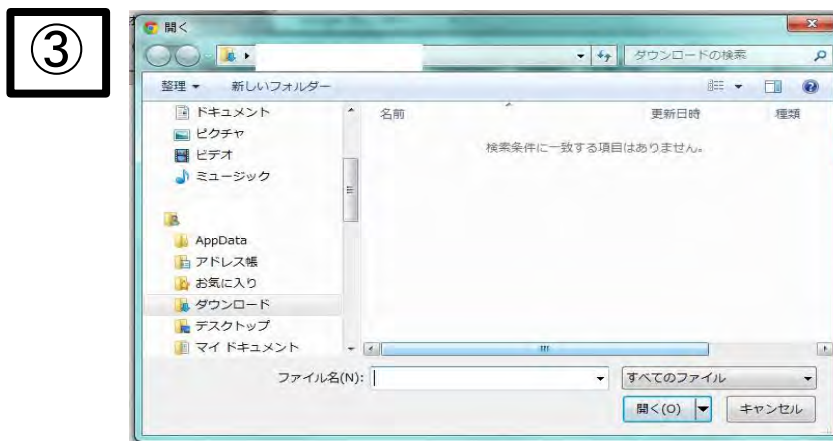 ③
開く
ダウンロードの検索
整理 新しいフォルダー
名前 更新日時 種類
検索条件に一致する項目はありません。
ドキュメント
ピクチャ
ビデオ
ミュージック
AppData
アドレス帳
お気に入り
ダウンロード
デスクトップ
マイ ドキュメント
ファイル名(N): すべてのファイル
開く(O) キャンセル